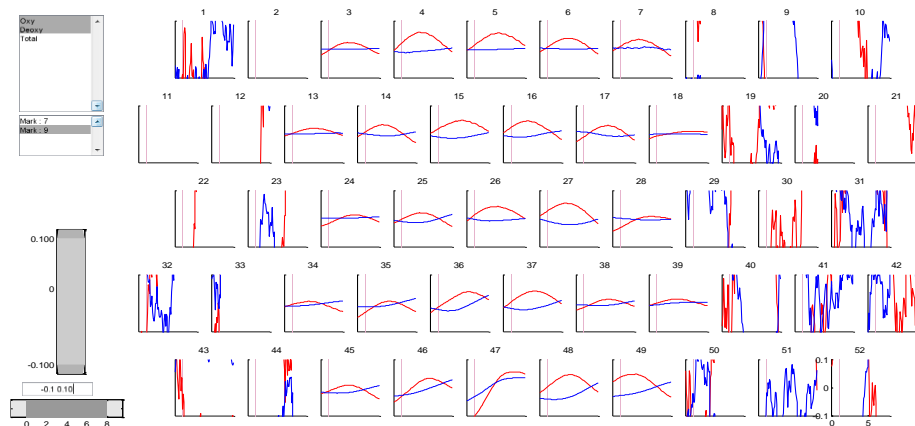 Oxy
Deoxy
Total
Mark : 7
Mark : 9
0.100
0
-0.100
-0.1 0.10
0 2 4 6 8
1 2 3 4 5 6 7 8 9 10
11 12 13 14 15 16 17 18 19 20 21
22 23 24 25 26 27 28 29 30 31
32 33 34 35 36 37 38 39 40 41 42
43 44 45 46 47 48 49 50 51 52
0.1
0
-0.1
0 5